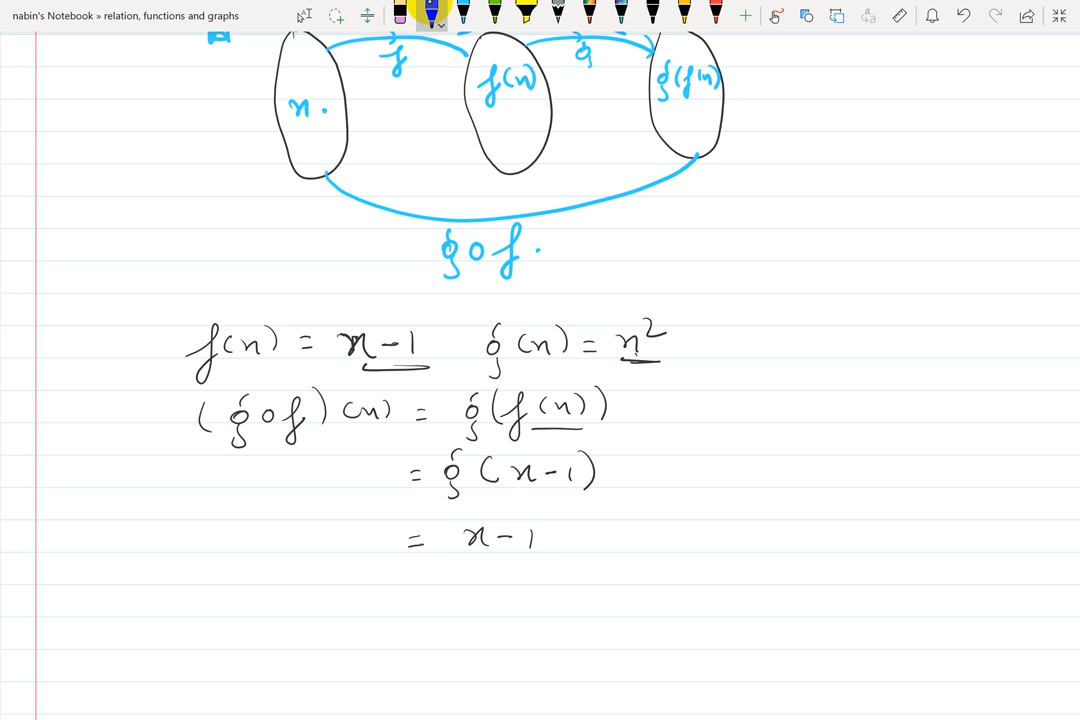 nabin's Notebook » relation, functions and graphs
f g
x . f(x) g(f(x)
g o f .
f(x) = x-1 g(x) = x²
(g o f)(x) = g(f(x))
= g(x-1)
= x-1